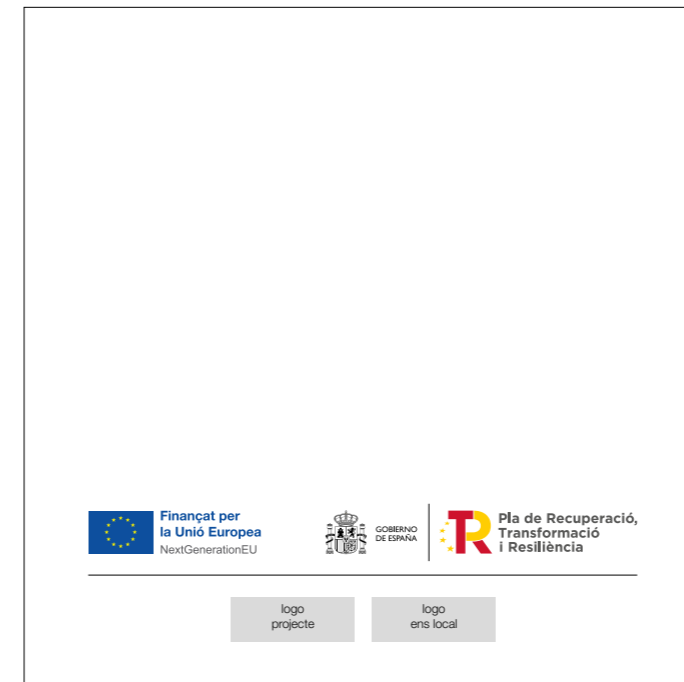 Finançat per
la Unió Europea
NextGenerationEU
GOBIERNO
DE ESPAÑA
Pla de Recuperació,
Transformació
i Resiliència
logo
projecte
logo
ens local